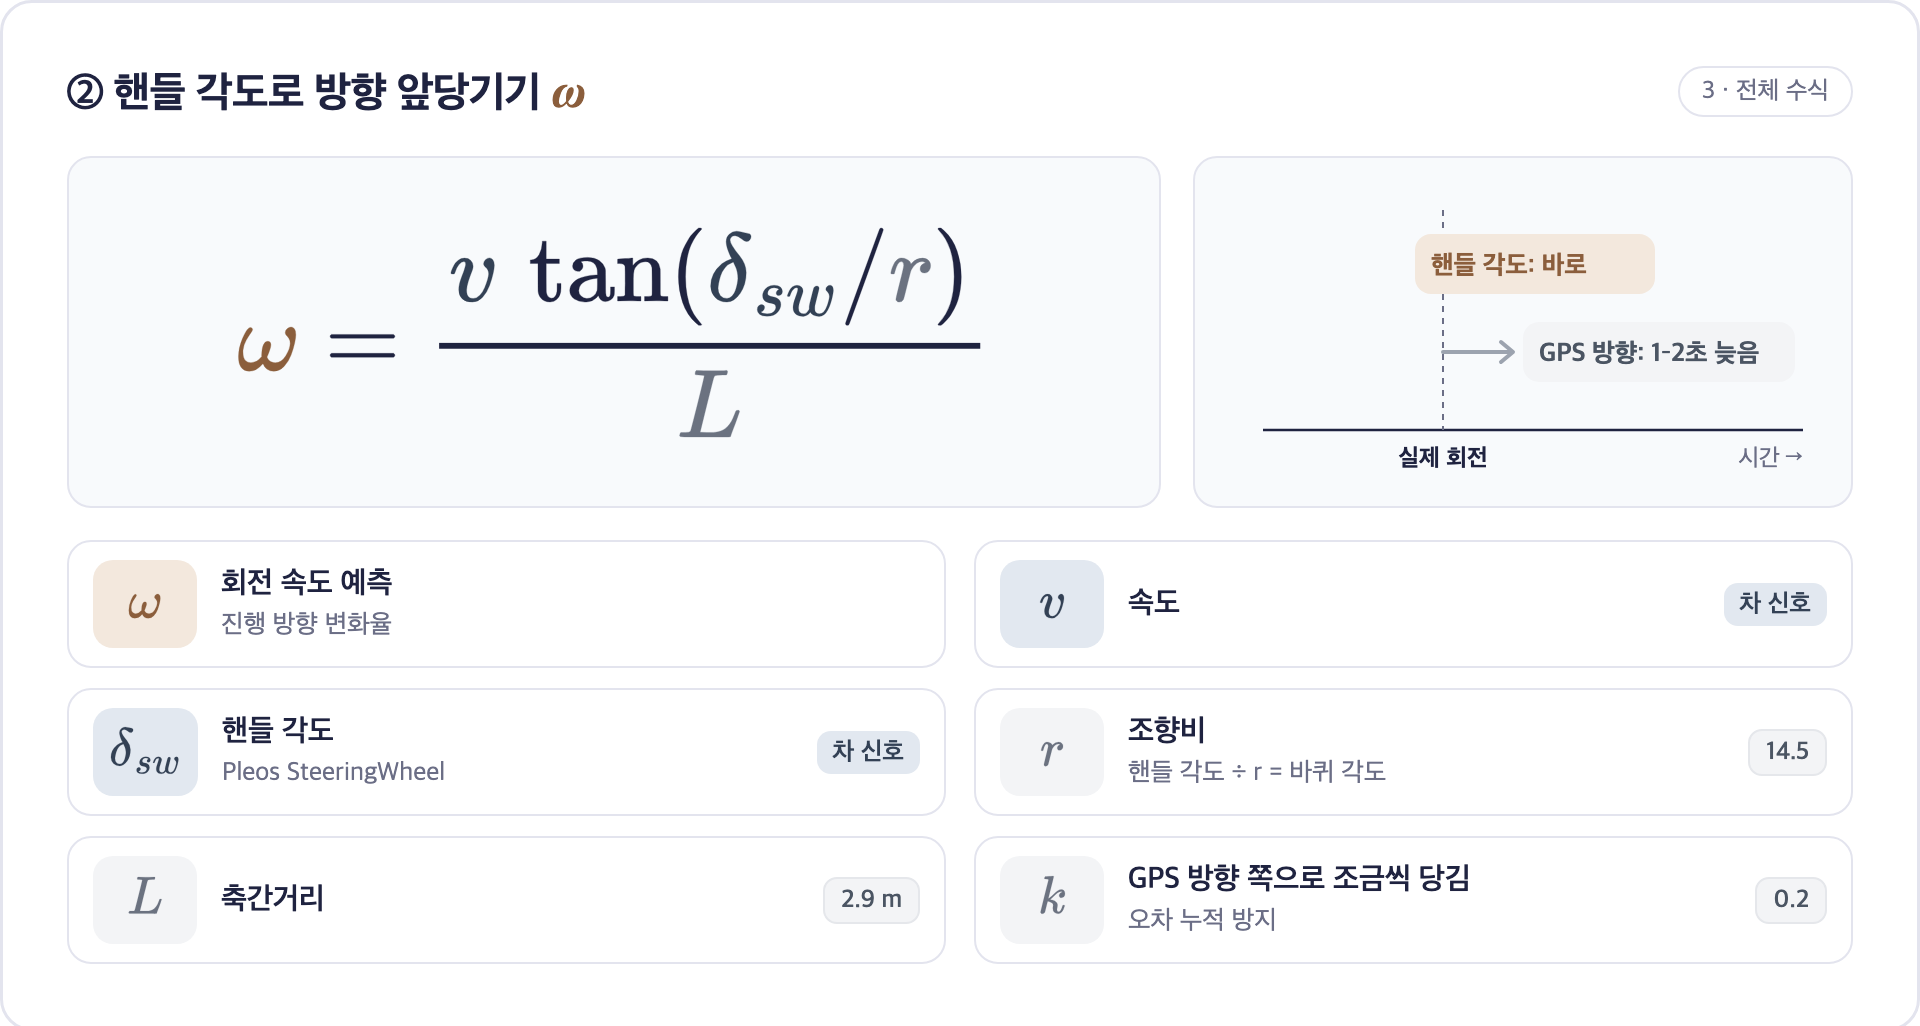 ② 핸들 각도로 방향 앞당기기 ω
3 · 전체 수식
ω = v tan(δ_sw/r) / L
핸들 각도: 바로
GPS 방향: 1-2초 늦음
실제 회전
시간 →
ω
회전 속도 예측
진행 방향 변화율
v
속도
차 신호
δ_sw
핸들 각도
Pleos SteeringWheel
차 신호
r
조향비
핸들 각도 ÷ r = 바퀴 각도
14.5
L
축간거리
2.9 m
k
GPS 방향 쪽으로 조금씩 당김
오차 누적 방지
0.2